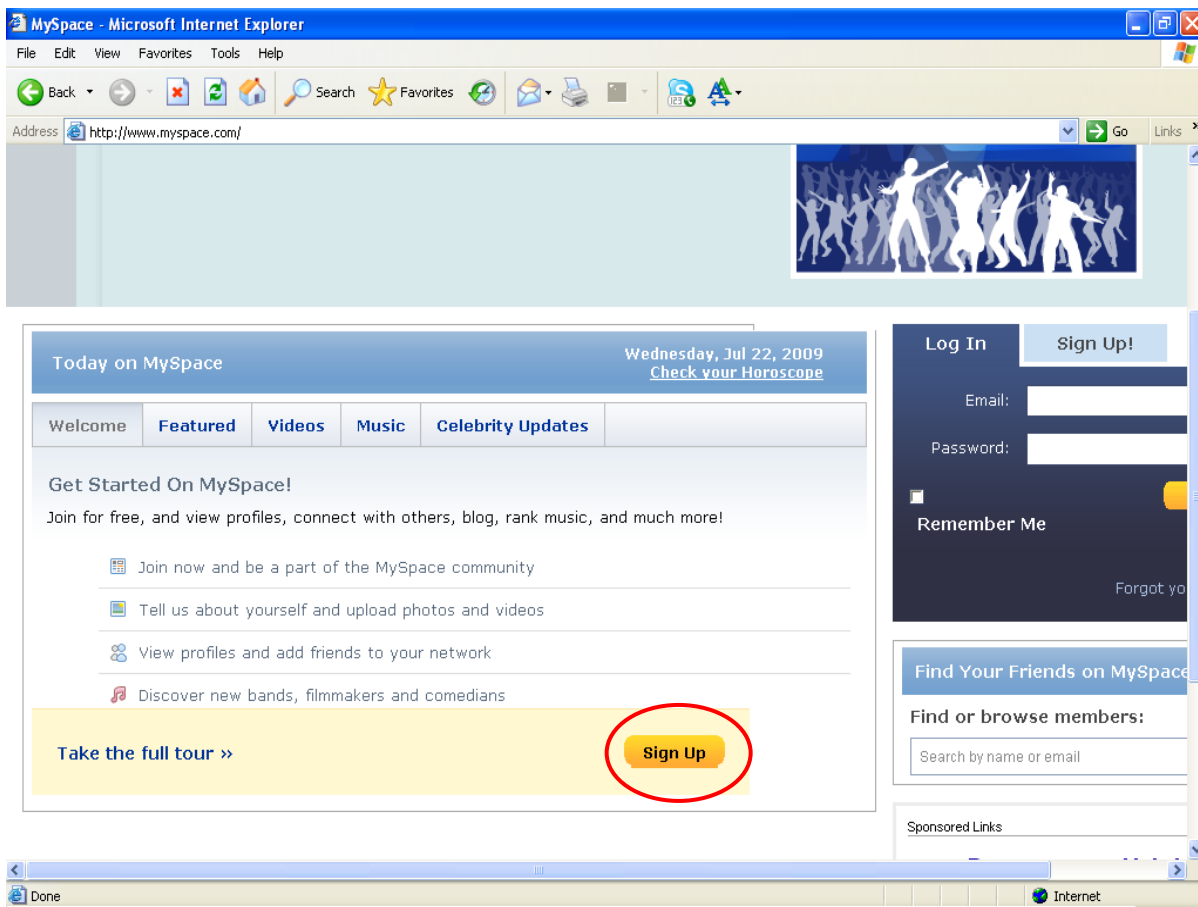 MySpace - Microsoft Internet Explorer
File Edit View Favorites Tools Help
Back Search Favorites
Address http://www.myspace.com/ Go Links
Today on MySpace
Wednesday, Jul 22, 2009
Check your Horoscope
Welcome Featured Videos Music Celebrity Updates
Get Started On MySpace!
Join for free, and view profiles, connect with others, blog, rank music, and much more!
Join now and be a part of the MySpace community
Tell us about yourself and upload photos and videos
View profiles and add friends to your network
Discover new bands, filmmakers and comedians
Take the full tour »
Sign Up
Log In Sign Up!
Email:
Password:
Remember Me
Forgot yo
Find Your Friends on MySpace
Find or browse members:
Search by name or email
Sponsored Links
Done Internet